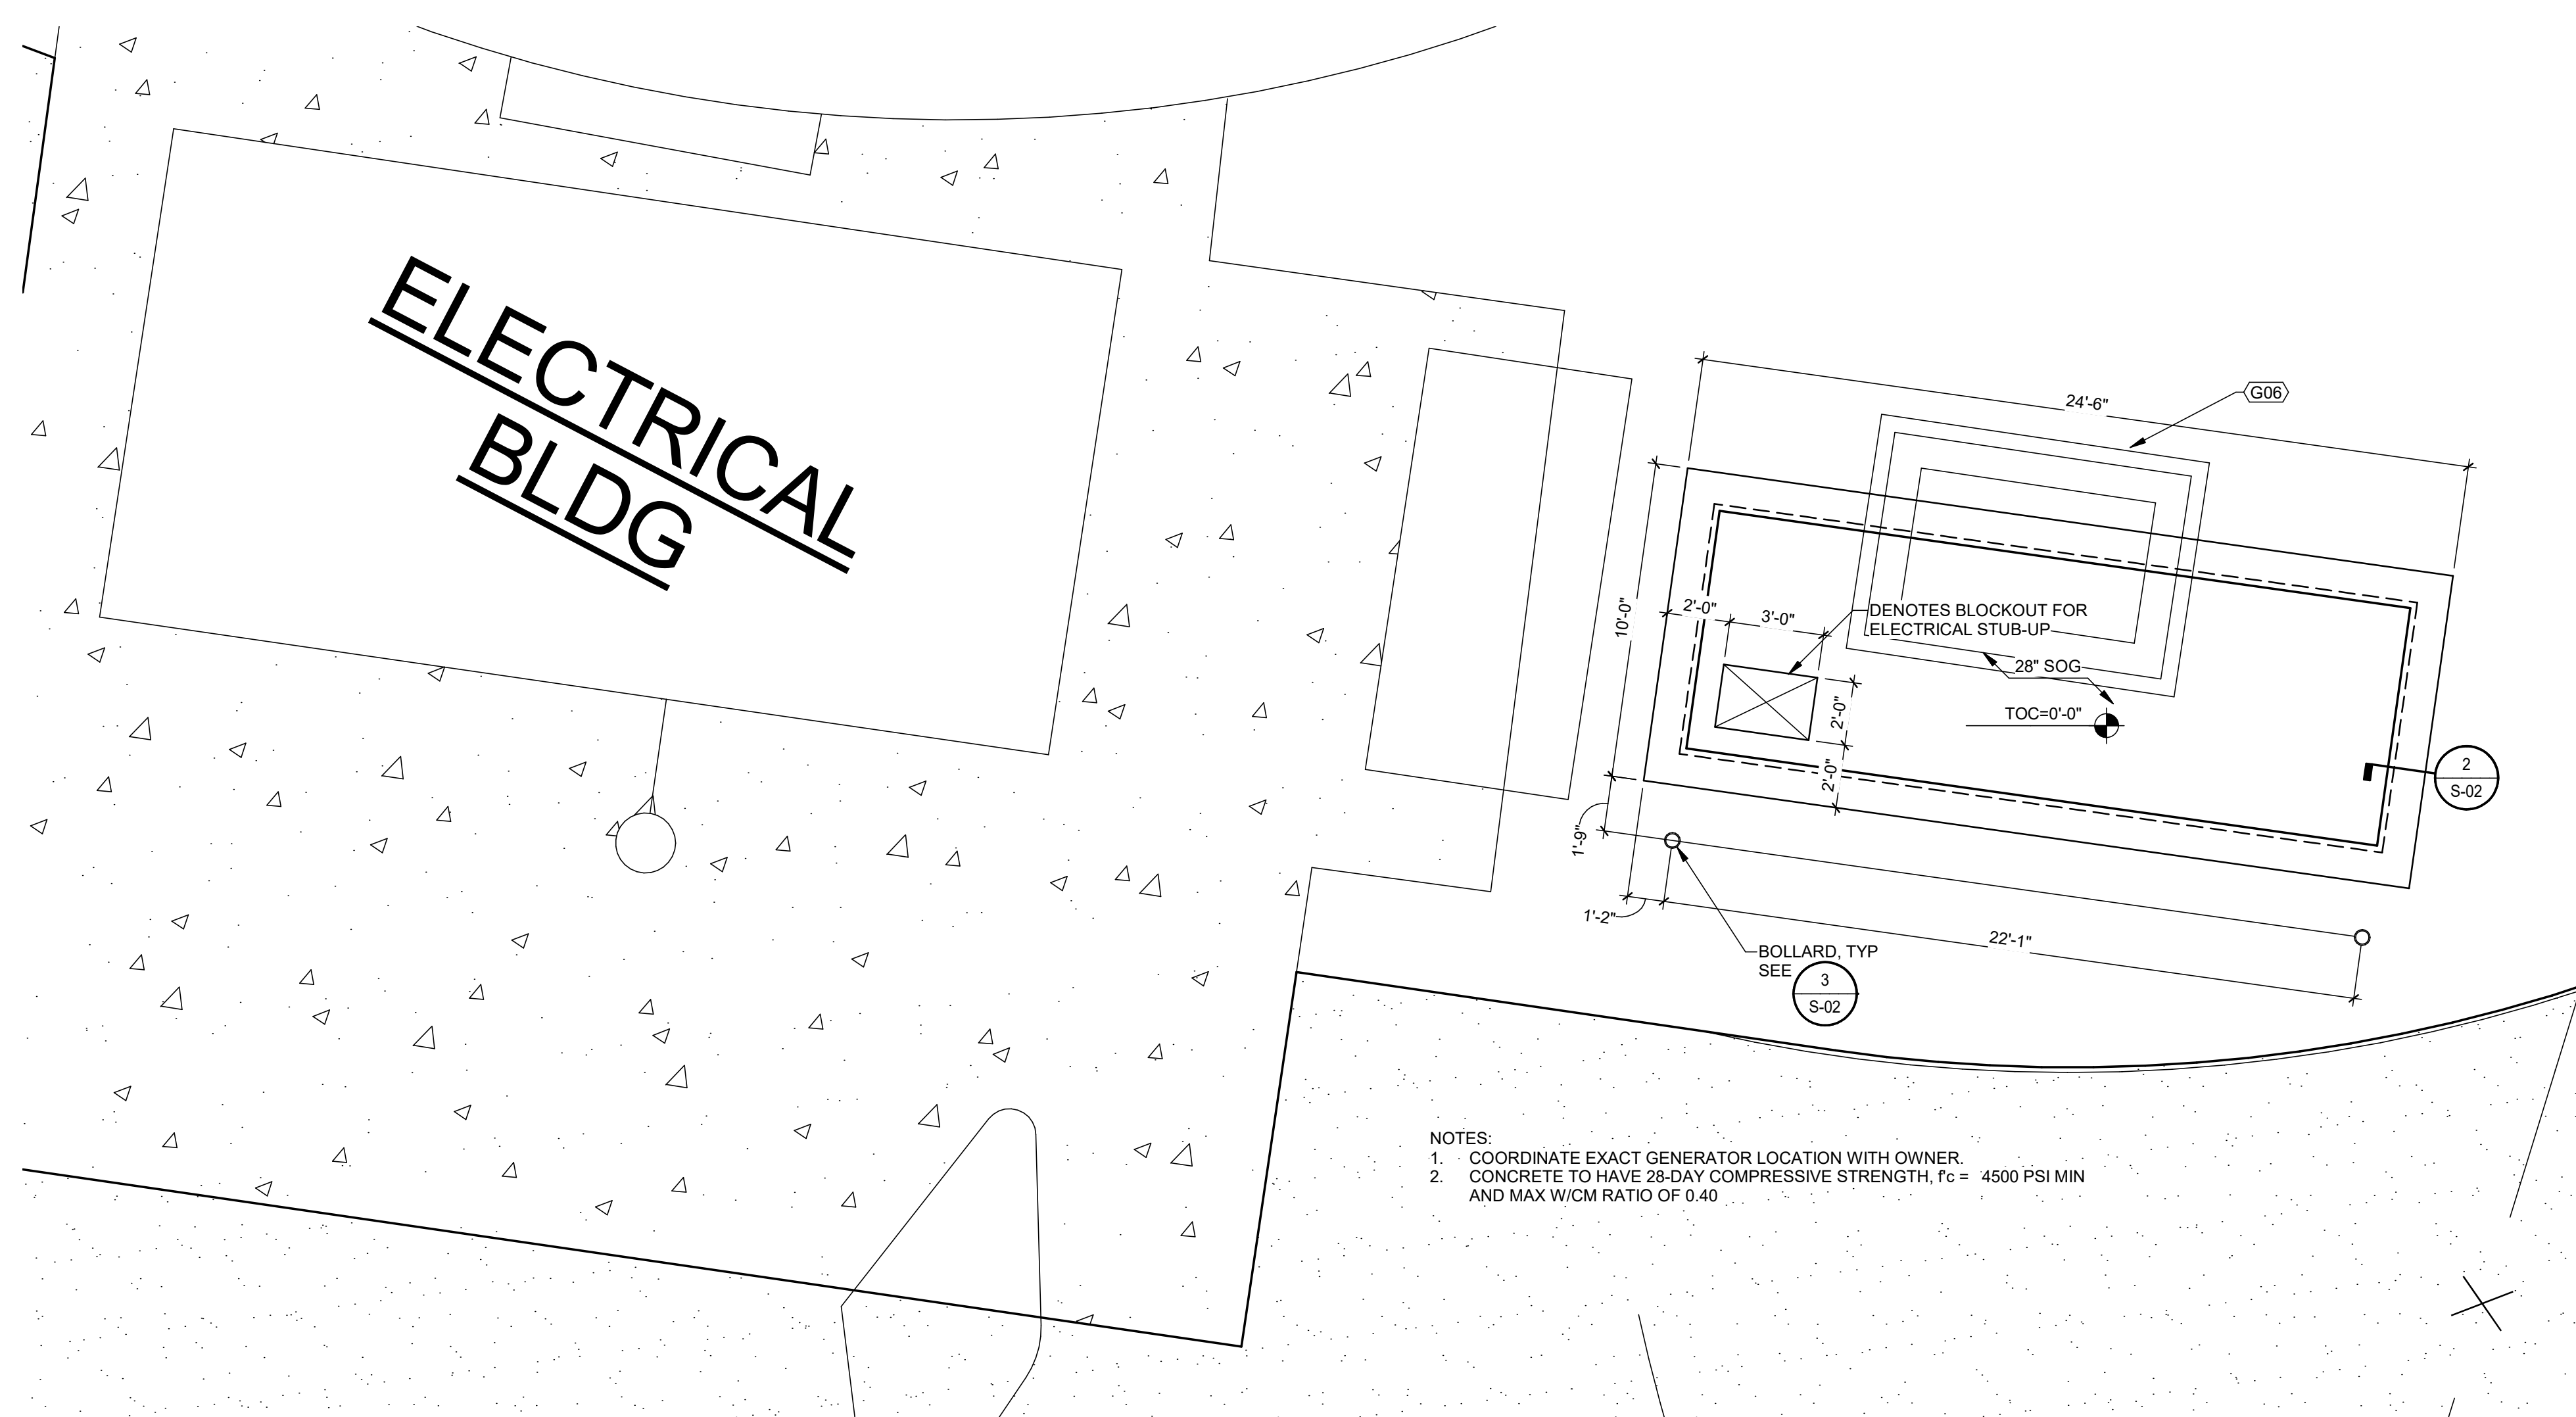 ELECTRICAL
BLDG
24'-6"
G06
10'-0"
2'-0"
3'-0"
DENOTES BLOCKOUT FOR
ELECTRICAL STUB-UP
28" SOG
TOC=0'-0"
2'-0"
2'-0"
2
S-02
1'-9"
1'-2"
22'-1"
BOLLARD, TYP
SEE
3
S-02
NOTES:
1. COORDINATE EXACT GENERATOR LOCATION WITH OWNER.
2. CONCRETE TO HAVE 28-DAY COMPRESSIVE STRENGTH, f'c = 4500 PSI MIN
AND MAX W/CM RATIO OF 0.40